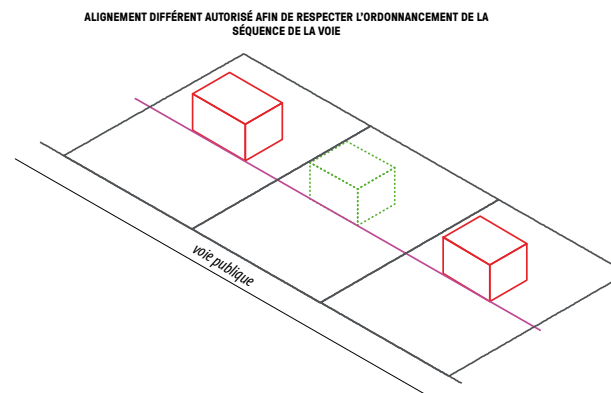 ALIGNEMENT DIFFÉRENT AUTORISÉ AFIN DE RESPECTER L'ORDONNANCEMENT DE LA
SÉQUENCE DE LA VOIE
voie publique